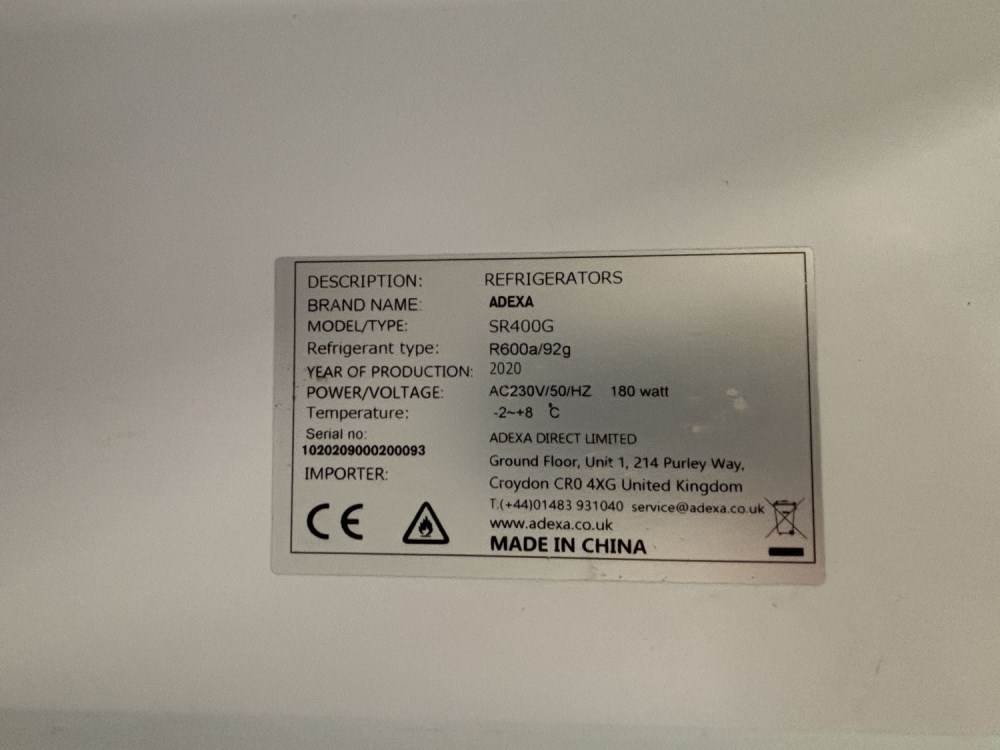 DESCRIPTION: REFRIGERATORS
BRAND NAME: ADEXA
MODEL/TYPE: SR400G
Refrigerant type: R600a/92g
YEAR OF PRODUCTION: 2020
POWER/VOLTAGE: AC230V/50/HZ 180 watt
Temperature: -2~+8 ℃
Serial no:
1020209000200093
IMPORTER:
ADEXA DIRECT LIMITED
Ground Floor, Unit 1, 214 Purley Way,
Croydon CR0 4XG United Kingdom
T.(+44)01483 931040 service@adexa.co.uk
www.adexa.co.uk
CE
MADE IN CHINA